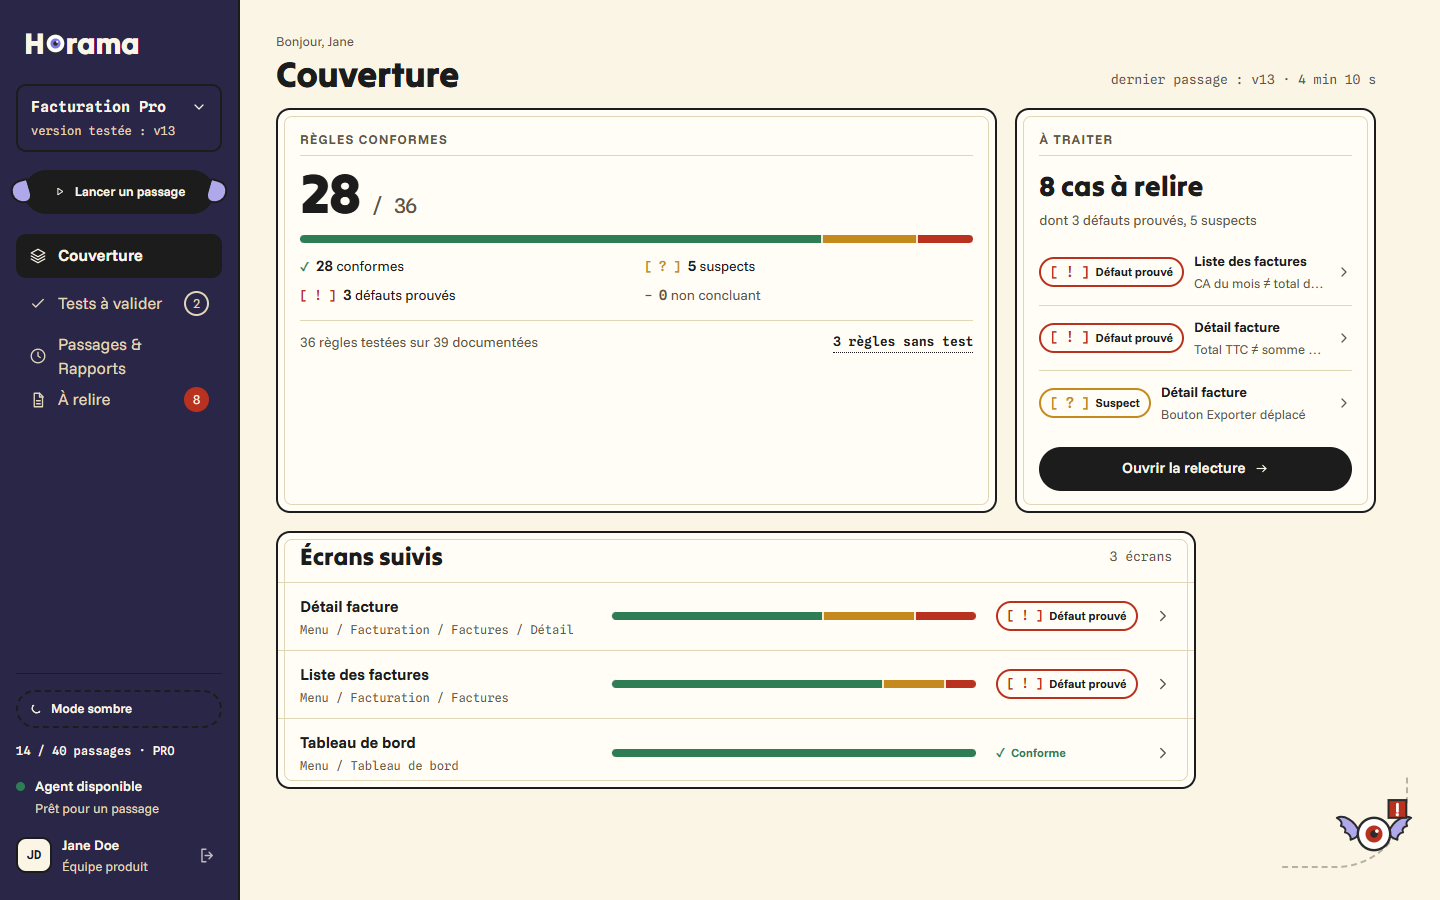 Horama
Facturation Pro
version testée : v13
Lancer un passage
Couverture
Tests à valider 2
Passages &
Rapports
À relire 8
Mode sombre
14 / 40 passages · PRO
Agent disponible
Prêt pour un passage
JD
Jane Doe
Équipe produit
Bonjour, Jane
Couverture
dernier passage : v13 · 4 min 10 s
RÈGLES CONFORMES
28 / 36
✓ 28 conformes
[ ? ] 5 suspects
[ ! ] 3 défauts prouvés
– 0 non concluant
36 règles testées sur 39 documentées
3 règles sans test
À TRAITER
8 cas à relire
dont 3 défauts prouvés, 5 suspects
[ ! ] Défaut prouvé
Liste des factures
CA du mois ≠ total d…
[ ! ] Défaut prouvé
Détail facture
Total TTC ≠ somme …
[ ? ] Suspect
Détail facture
Bouton Exporter déplacé
Ouvrir la relecture →
Écrans suivis
3 écrans
Détail facture
Menu / Facturation / Factures / Détail
[ ! ] Défaut prouvé
Liste des factures
Menu / Facturation / Factures
[ ! ] Défaut prouvé
Tableau de bord
Menu / Tableau de bord
✓ Conforme
!